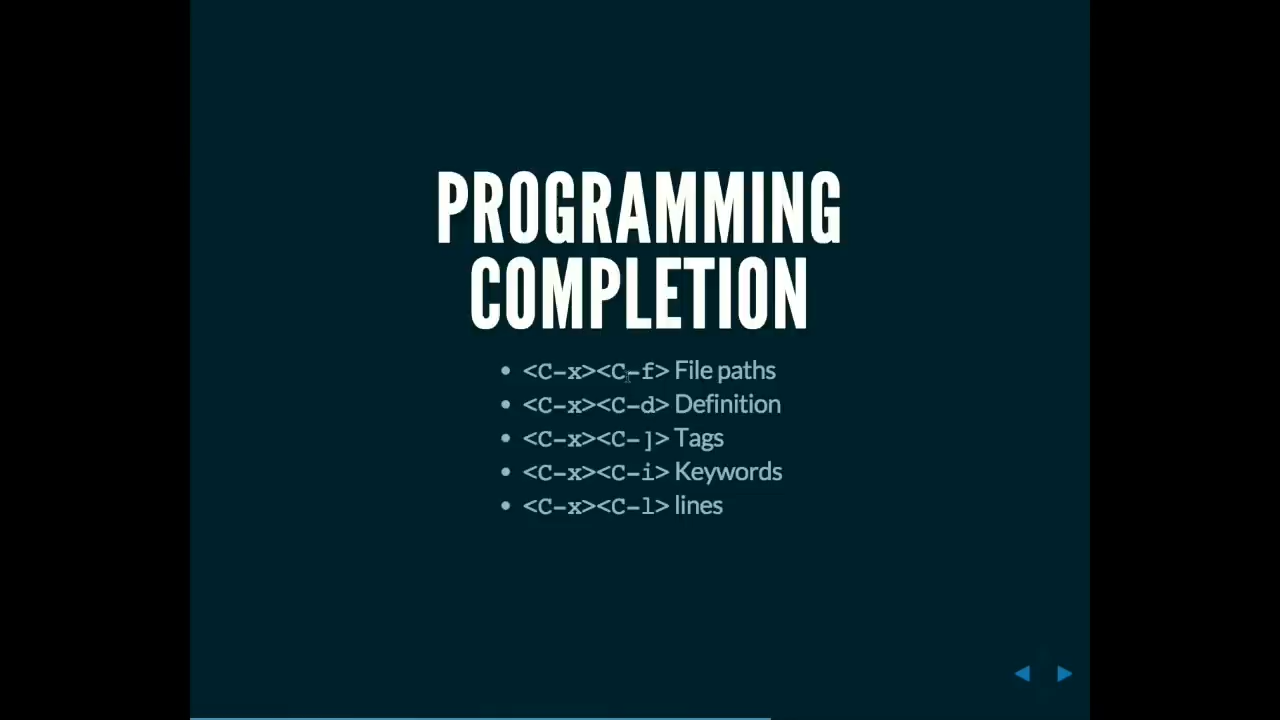 PROGRAMMING
COMPLETION
• <C-x><C-f> File paths
• <C-x><C-d> Definition
• <C-x><C-]> Tags
• <C-x><C-i> Keywords
• <C-x><C-l> lines